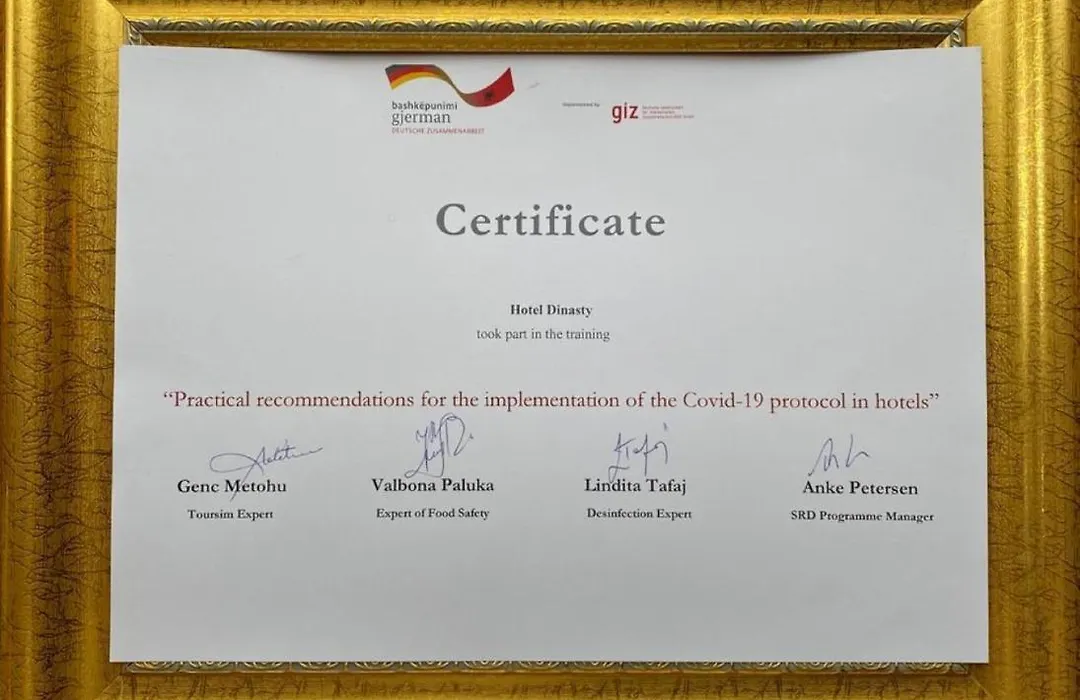 bashkëpunimi
gjerman
DEUTSCHE ZUSAMMENARBEIT
Implemented by
giz
Certificate
Hotel Dinasty
took part in the training
“Practical recommendations for the implementation of the Covid-19 protocol in hotels”
Genc Metohu
Toursim Expert
Valbona Paluka
Expert of Food Safety
Lindita Tafaj
Desinfection Expert
Anke Petersen
SRD Programme Manager